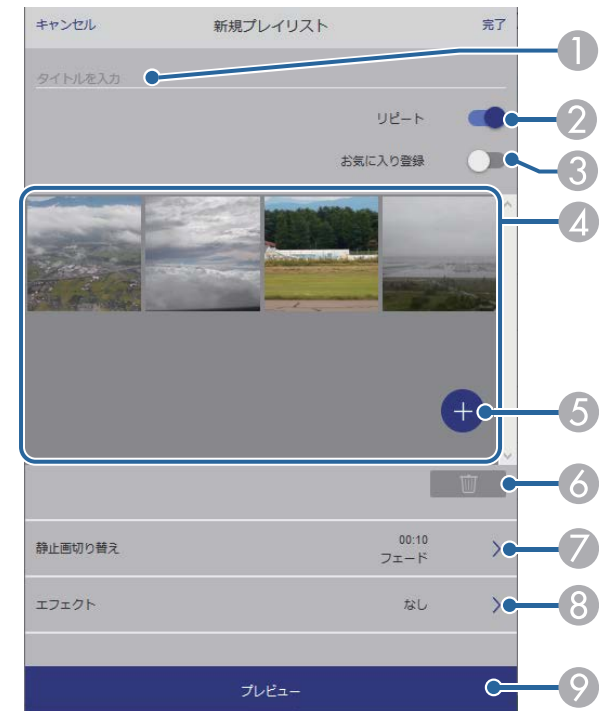 キャンセル 新規プレイリスト 完了
1
タイトルを入力
リピート 2
お気に入り登録 3
4
5
6
静止画切り替え 00:10 7
フェード
エフェクト なし 8
プレビュー 9